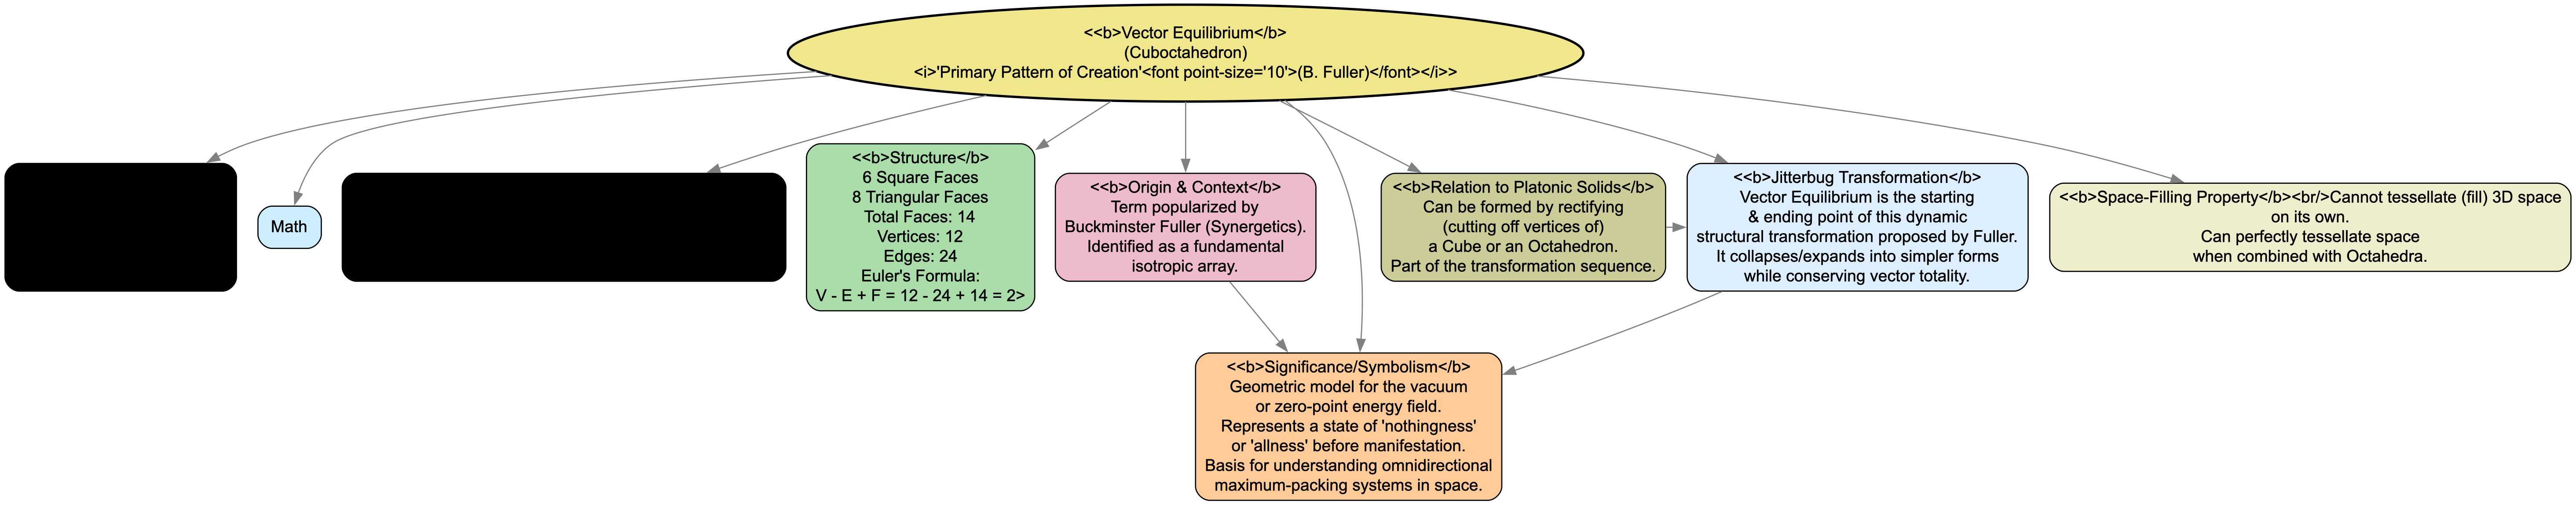 <<b>Vector Equilibrium</b>
(Cuboctahedron)
<i>'Primary Pattern of Creation'<font point-size='10'>(B. Fuller)</font></i>>
Math
<<b>Structure</b>
6 Square Faces
8 Triangular Faces
Total Faces: 14
Vertices: 12
Edges: 24
Euler's Formula:
V - E + F = 12 - 24 + 14 = 2>
<<b>Origin & Context</b>
Term popularized by
Buckminster Fuller (Synergetics).
Identified as a fundamental
isotropic array.
<<b>Relation to Platonic Solids</b>
Can be formed by rectifying
(cutting off vertices of)
a Cube or an Octahedron.
Part of the transformation sequence.
<<b>Jitterbug Transformation</b>
Vector Equilibrium is the starting
& ending point of this dynamic
structural transformation proposed by Fuller.
It collapses/expands into simpler forms
while conserving vector totality.
<<b>Space-Filling Property</b><br/>Cannot tessellate (fill) 3D space
on its own.
Can perfectly tessellate space
when combined with Octahedra.
<<b>Significance/Symbolism</b>
Geometric model for the vacuum
or zero-point energy field.
Represents a state of 'nothingness'
or 'allness' before manifestation.
Basis for understanding omnidirectional
maximum-packing systems in space.